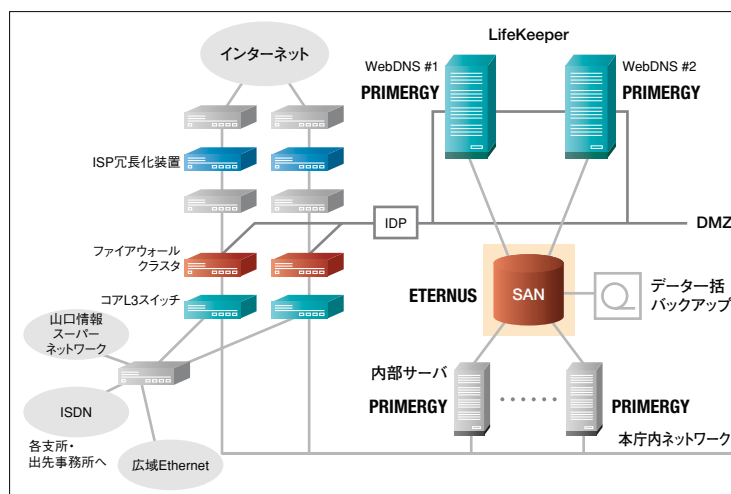 インターネット
LifeKeeper
WebDNS #1
PRIMERGY
WebDNS #2
PRIMERGY
ISP冗長化装置
IDP
DMZ
ファイアウォール
クラスタ
コアL3スイッチ
ETERNUS
SAN
データ一括
バックアップ
山口情報
スーパー
ネットワーク
ISDN
各支所・
出先事務所へ
広域Ethernet
内部サーバ
PRIMERGY
PRIMERGY
本庁内ネットワーク